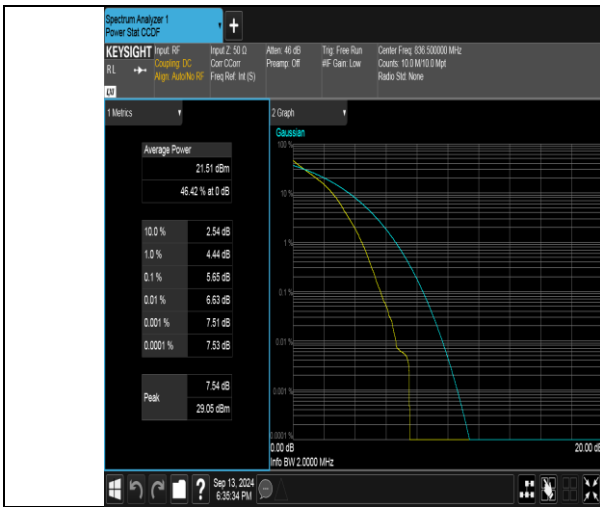 Spectrum Analyzer 1
Power Stat CCDF
+
KEYSIGHT
RL
LXI
Input: RF
Coupling: DC
Align: Auto/No RF
Input Z: 50 Ω
Corr CCorr
Freq Ref: Int (S)
Atten: 46 dB
Preamp: Off
Trig: Free Run
#IF Gain: Low
Center Freq: 836.500000 MHz
Counts: 10.0 M/10.0 Mpt
Radio Std: None
1 Metrics
Average Power
21.51 dBm
46.42 % at 0 dB
10.0 % 2.54 dB
1.0 % 4.44 dB
0.1 % 5.65 dB
0.01 % 6.63 dB
0.001 % 7.51 dB
0.0001 % 7.53 dB
Peak
7.54 dB
29.05 dBm
2 Graph
Gaussian
100 %
10 %
1 %
0.1 %
0.01 %
0.001 %
0.0001 %
0.00 dB
20.00 dB
Info BW 2.0000 MHz
?
Sep 13, 2024
6:35:34 PM